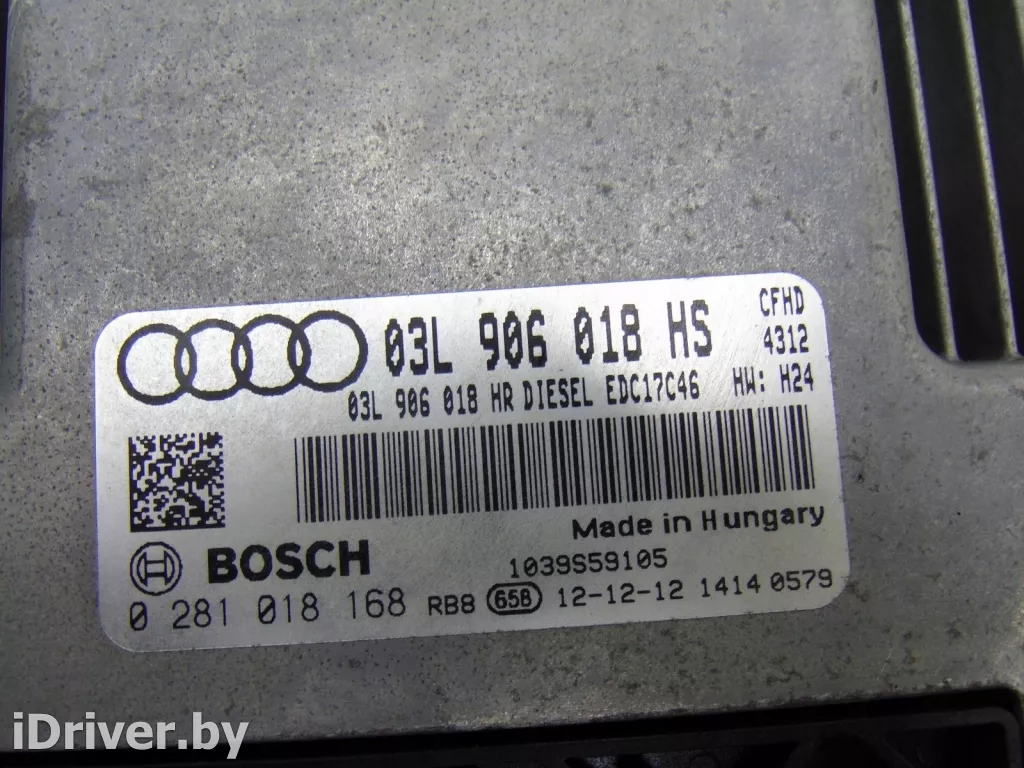 03L 906 018 HS CFHD
4312
03L 906 018 HR DIESEL EDC17C46 HW: H24
Made in Hungary
BOSCH 1039S59105
0 281 018 168 RB8 658 12-12-12 1414 0579
iDriver.by